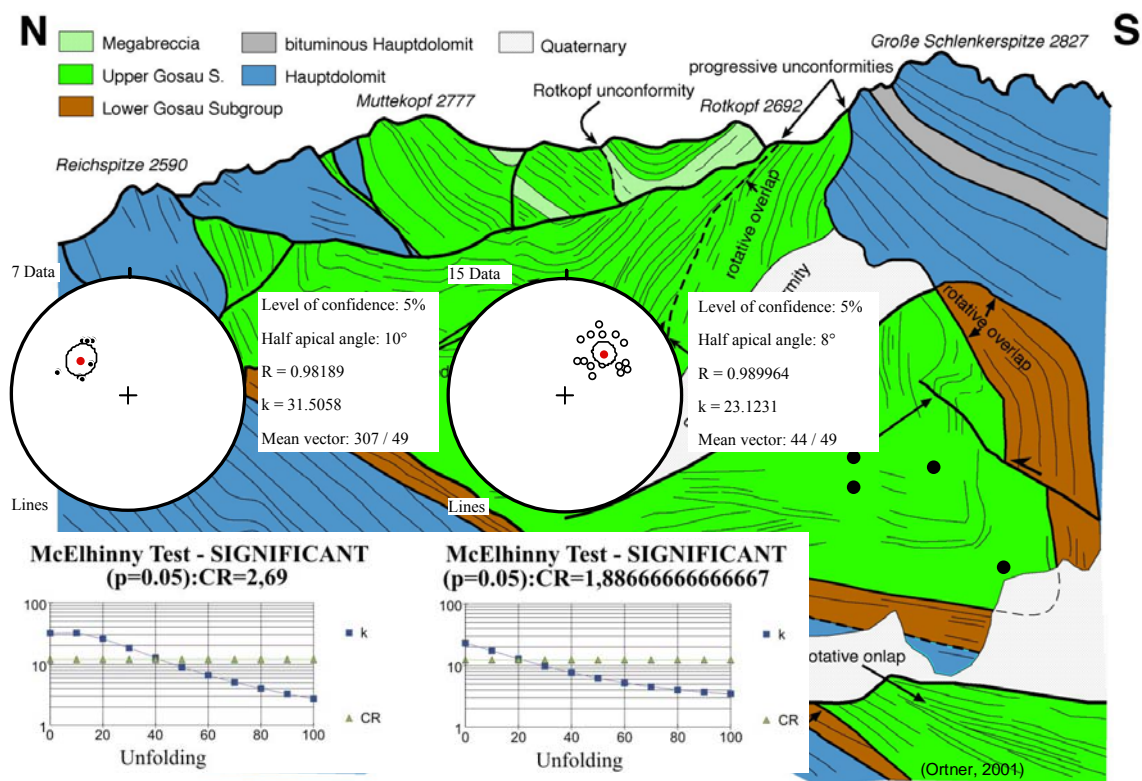 N
S
Megabreccia
bituminous Hauptdolomit
Quaternary
Upper Gosau S.
Hauptdolomit
Lower Gosau Subgroup
Große Schlenkerspitze 2827
progressive unconformities
Muttekopf 2777
Rotkopf unconformity
Rotkopf 2692
Reichspitze 2590
rotative overlap
rotative overlap
7 Data
Level of confidence: 5%
Half apical angle: 10°
R = 0.98189
k = 31.5058
Mean vector: 307 / 49
Lines
15 Data
Level of confidence: 5%
Half apical angle: 8°
R = 0.989964
k = 23.1231
Mean vector: 44 / 49
Lines
McElhinny Test - SIGNIFICANT
(p=0.05):CR=2,69
100
10
1
0 20 40 60 80 100
Unfolding
k
CR
McElhinny Test - SIGNIFICANT
(p=0.05):CR=1,88666666666667
100
10
1
0 20 40 60 80 100
Unfolding
k
CR
otative onlap
(Ortner, 2001)